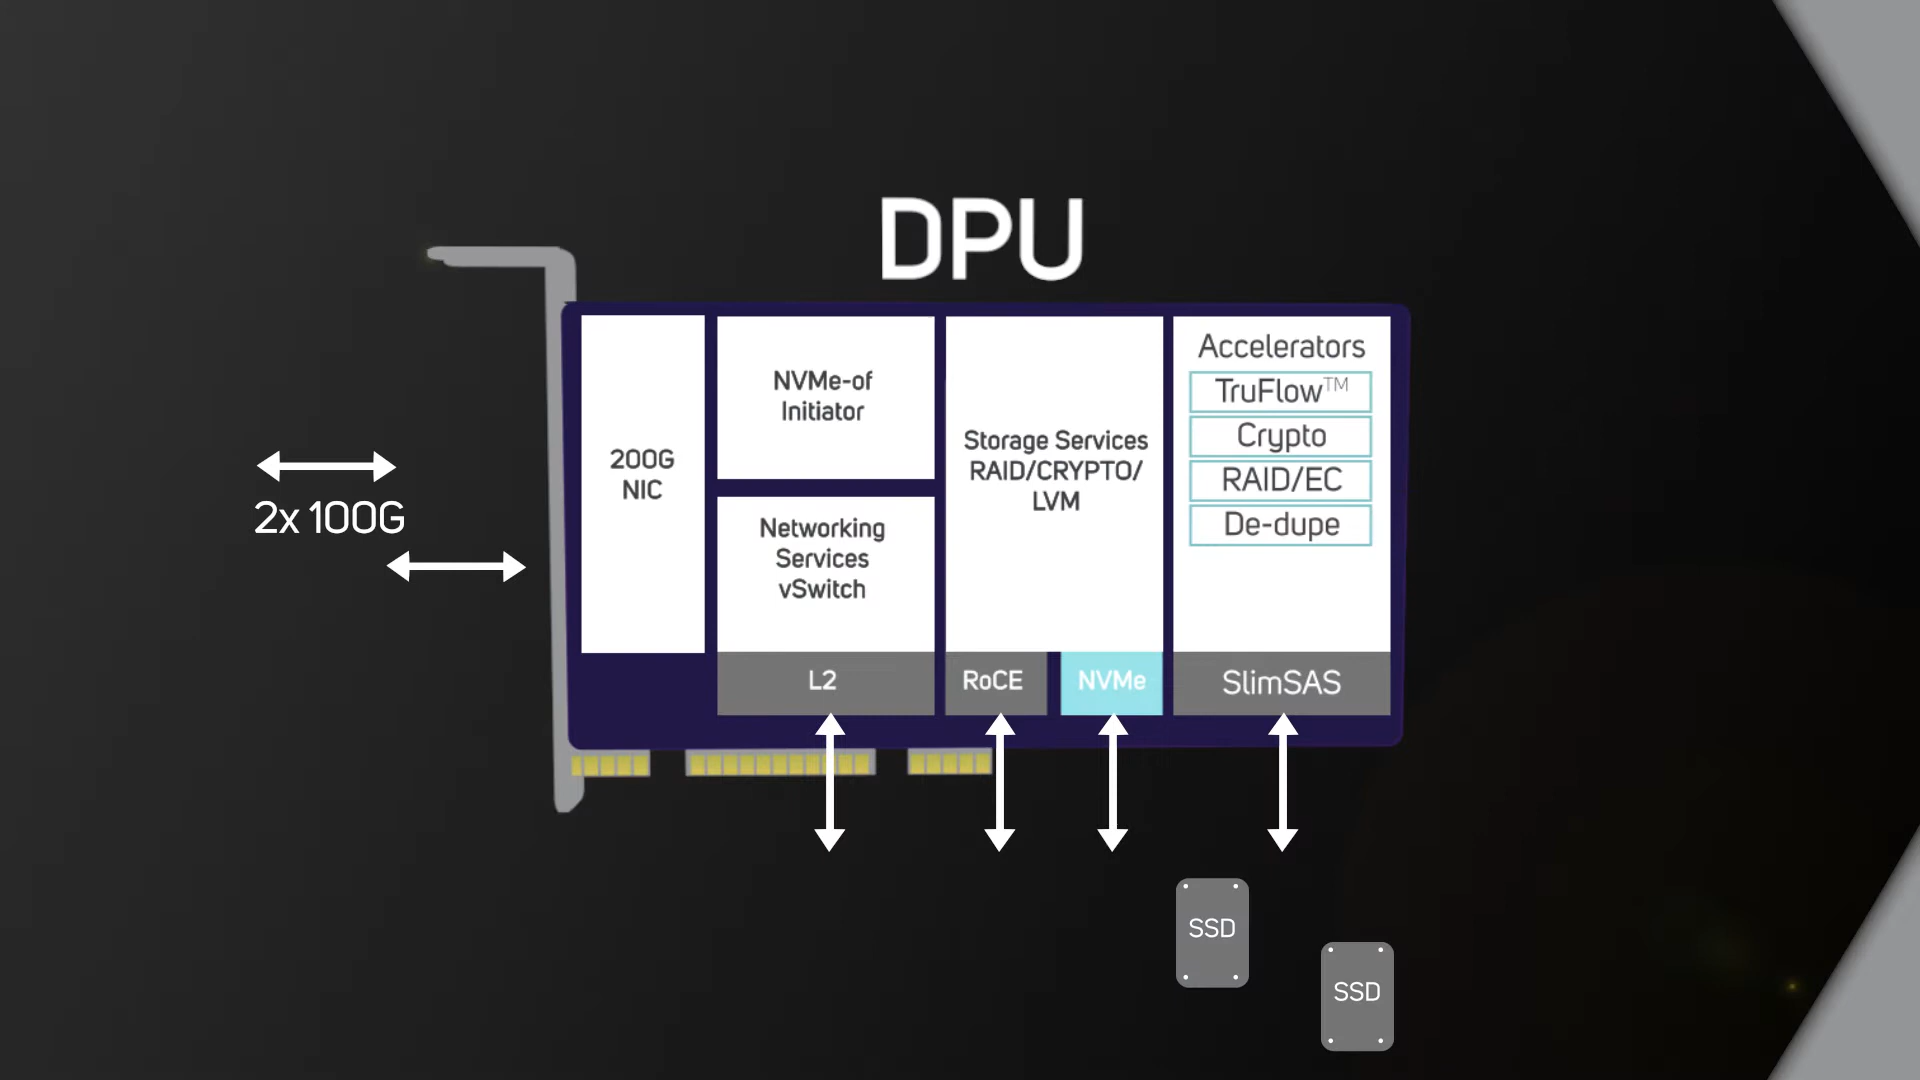 DPU
2x 100G
200G
NIC
NVMe-of
Initiator
Networking
Services
vSwitch
L2
Storage Services
RAID/CRYPTO/
LVM
RoCE
NVMe
Accelerators
TruFlow™
Crypto
RAID/EC
De-dupe
SlimSAS
SSD
SSD